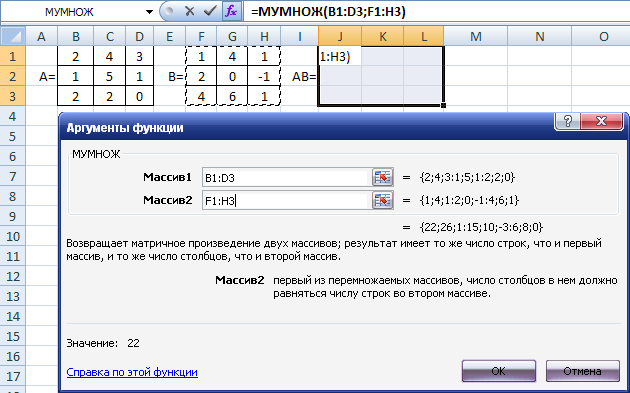 МУМНОЖ =МУМНОЖ(B1:D3;F1:H3)
A B C D E F G H I J K L M N O
1 2 4 3 1 4 1 1:H3)
2 A= 1 5 1 B= 2 0 -1 AB=
3 2 2 0 4 6 1
4
5
6
7
8
9
10
11
12
13
14
15
16
17
Аргументы функции
МУМНОЖ
Массив1 B1:D3 = {2;4;3:1;5;1:2;2;0}
Массив2 F1:H3 = {1;4;1:2;0;-1:4;6;1}
= {22;26;1:15;10;-3:6;8;0}
Возвращает матричное произведение двух массивов; результат имеет то же число строк, что и первый
массив, и то же число столбцов, что и второй массив.
Массив2 первый из перемножаемых массивов, число столбцов в нем должно
равняться числу строк во втором массиве.
Значение: 22
Справка по этой функции
ОК Отмена